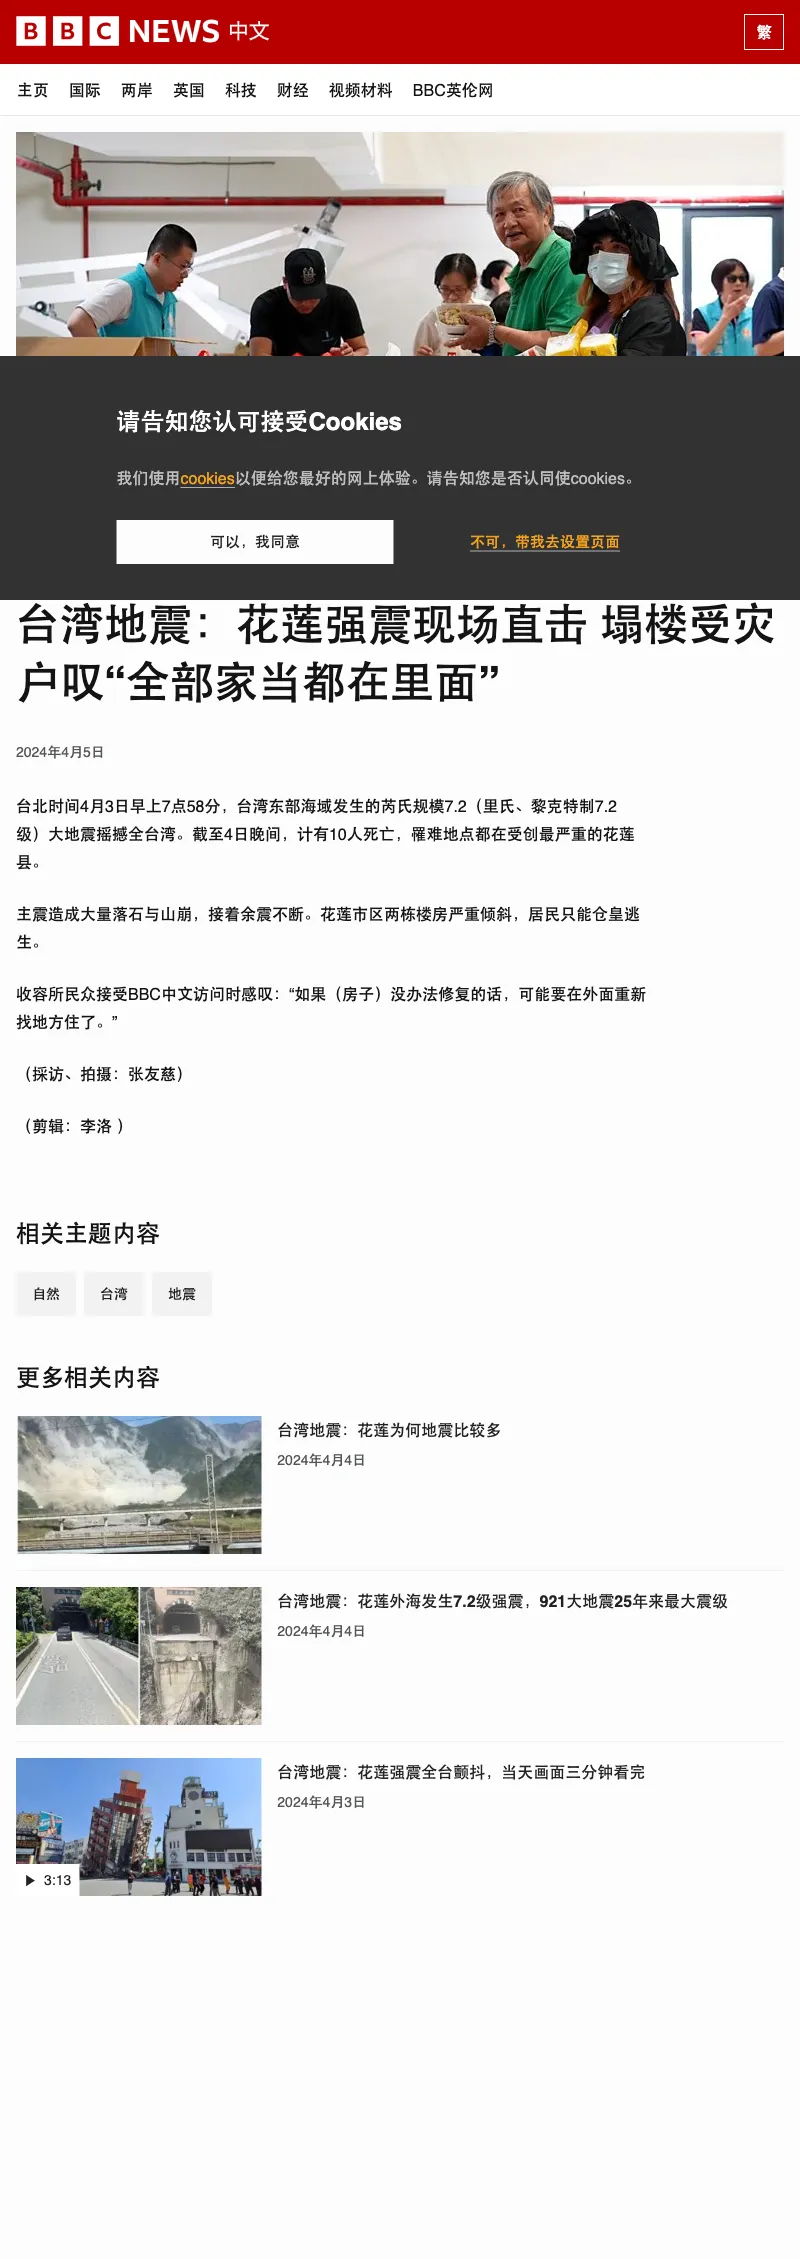 BBC NEWS 中文
繁
主页 国际 两岸 英国 科技 财经 视频材料 BBC英伦网
请告知您认可接受Cookies
我们使用cookies以便给您最好的网上体验。请告知您是否认同使cookies。
可以，我同意
不可，带我去设置页面
台湾地震：花莲强震现场直击 塌楼受灾
户叹“全部家当都在里面”
2024年4月5日
台北时间4月3日早上7点58分，台湾东部海域发生的芮氏规模7.2（里氏、黎克特制7.2
级）大地震摇撼全台湾。截至4日晚间，计有10人死亡，罹难地点都在受创最严重的花莲
县。
主震造成大量落石与山崩，接着余震不断。花莲市区两栋楼房严重倾斜，居民只能仓皇逃
生。
收容所民众接受BBC中文访问时感叹：“如果（房子）没办法修复的话，可能要在外面重新
找地方住了。”
（採访、拍摄：张友慈）
（剪辑：李洛 ）
相关主题内容
自然
台湾
地震
更多相关内容
台湾地震：花莲为何地震比较多
2024年4月4日
台湾地震：花莲外海发生7.2级强震，921大地震25年来最大震级
2024年4月4日
台湾地震：花莲强震全台颤抖，当天画面三分钟看完
2024年4月3日
3:13